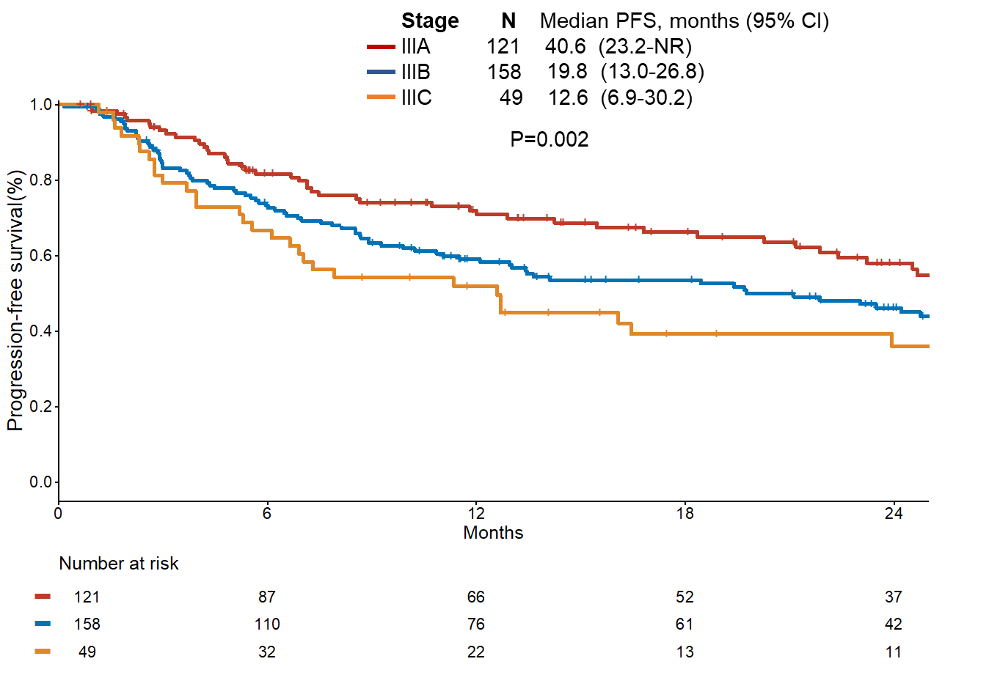 Stage N Median PFS, months (95% CI)
IIIA 121 40.6 (23.2-NR)
IIIB 158 19.8 (13.0-26.8)
IIIC 49 12.6 (6.9-30.2)
P=0.002
Progression-free survival(%)
1.0
0.8
0.6
0.4
0.2
0.0
0 6 12 18 24
Months
Number at risk
121 87 66 52 37
158 110 76 61 42
49 32 22 13 11